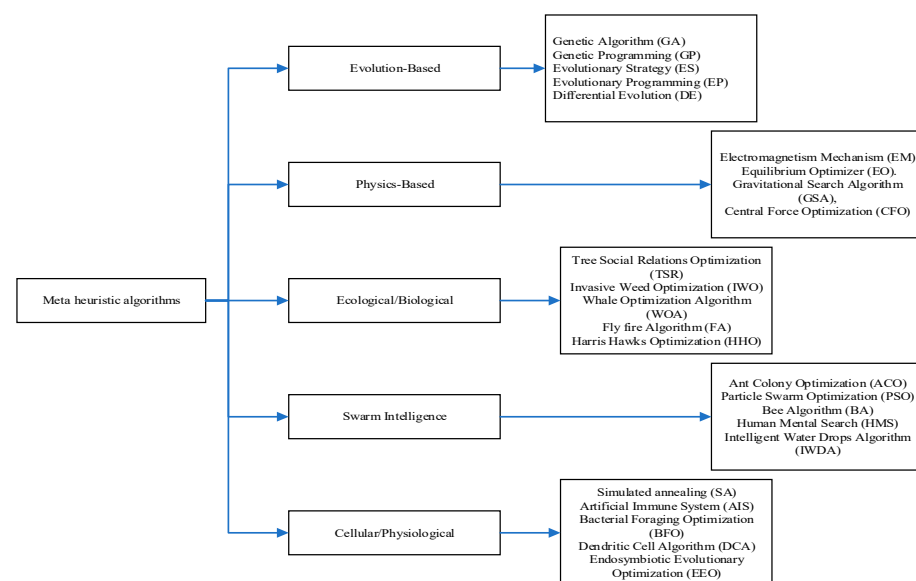 Evolution-Based
Genetic Algorithm (GA)
Genetic Programming (GP)
Evolutionary Strategy (ES)
Evolutionary Programming (EP)
Differential Evolution (DE)
Physics-Based
Electromagnetism Mechanism (EM)
Equilibrium Optimizer (EO).
Gravitational Search Algorithm
(GSA),
Central Force Optimization (CFO)
Meta heuristic algorithms
Ecological/Biological
Tree Social Relations Optimization
(TSR)
Invasive Weed Optimization (IWO)
Whale Optimization Algorithm
(WOA)
Fly fire Algorithm (FA)
Harris Hawks Optimization (HHO)
Swarm Intelligence
Ant Colony Optimization (ACO)
Particle Swarm Optimization (PSO)
Bee Algorithm (BA)
Human Mental Search (HMS)
Intelligent Water Drops Algorithm
(IWDA)
Cellular/Physiological
Simulated annealing (SA)
Artificial Immune System (AIS)
Bacterial Foraging Optimization
(BFO)
Dendritic Cell Algorithm (DCA)
Endosymbiotic Evolutionary
Optimization (EEO)